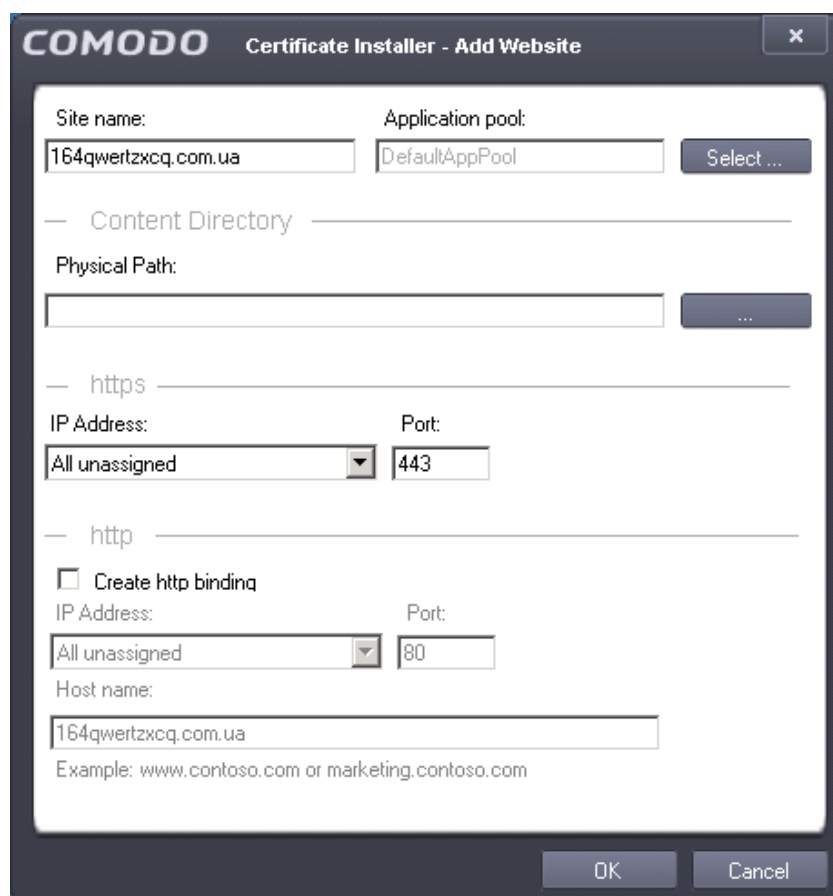 COMODO Certificate Installer - Add Website
Site name: Application pool:
164qwertzxcq.com.ua DefaultAppPool Select ...
Content Directory
Physical Path:
...
https
IP Address: Port:
All unassigned 443
http
Create http binding
IP Address: Port:
All unassigned 80
Host name:
164qwertzxcq.com.ua
Example: www.contoso.com or marketing.contoso.com
OK Cancel